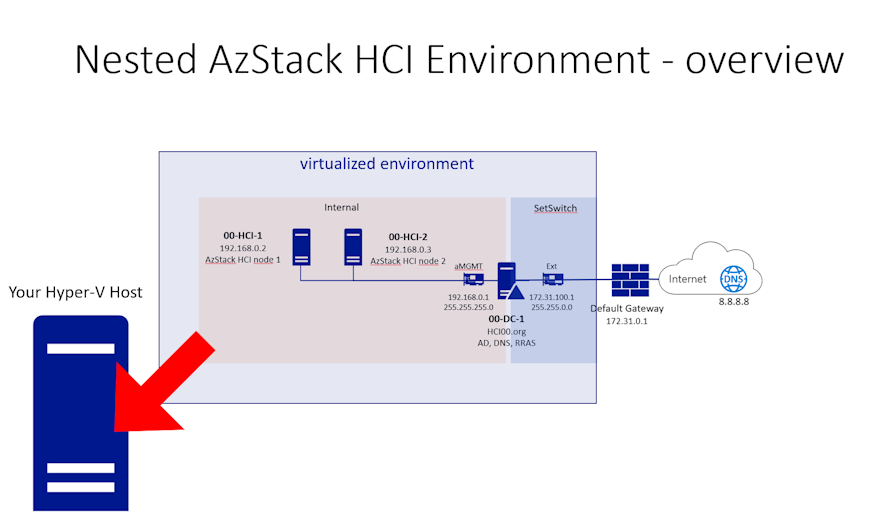 Nested AzStack HCI Environment - overview
virtualized environment
Internal
SetSwitch
00-HCI-1
192.168.0.2
AzStack HCI node 1
00-HCI-2
192.168.0.3
AzStack HCI node 2
aMGMT
192.168.0.1
255.255.255.0
Ext
172.31.100.1
255.255.0.0
00-DC-1
HCI00.org
AD, DNS, RRAS
Default Gateway
172.31.0.1
Internet
DNS
8.8.8.8
Your Hyper-V Host